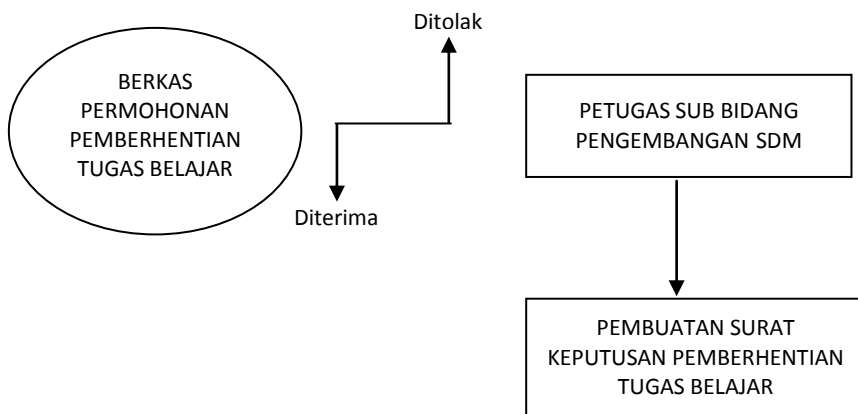 Ditolak
BERKAS
PERMOHONAN
PEMBERHENTIAN
TUGAS BELAJAR
PETUGAS SUB BIDANG
PENGEMBANGAN SDM
Diterima
PEMBUATAN SURAT
KEPUTUSAN PEMBERHENTIAN
TUGAS BELAJAR